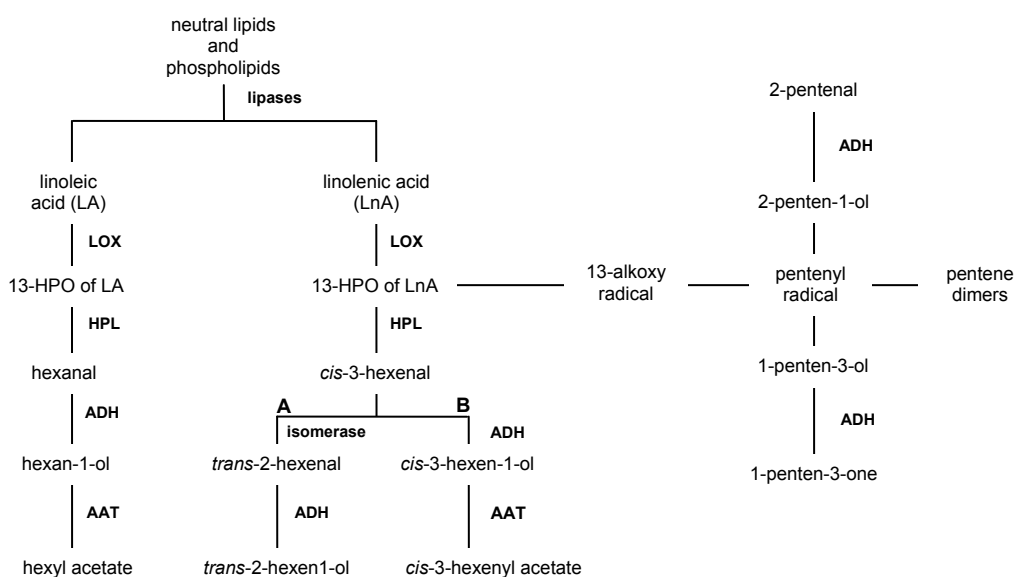 neutral lipids
and
phospholipids
lipases
2-pentenal
ADH
linoleic
acid (LA)
linolenic acid
(LnA)
2-penten-1-ol
LOX
LOX
13-HPO of LA
13-HPO of LnA
13-alkoxy
radical
pentenyl
radical
pentene
dimers
HPL
HPL
hexanal
cis-3-hexenal
1-penten-3-ol
A
B
ADH
isomerase
ADH
ADH
hexan-1-ol
trans-2-hexenal
cis-3-hexen-1-ol
1-penten-3-one
AAT
ADH
AAT
hexyl acetate
trans-2-hexen1-ol
cis-3-hexenyl acetate